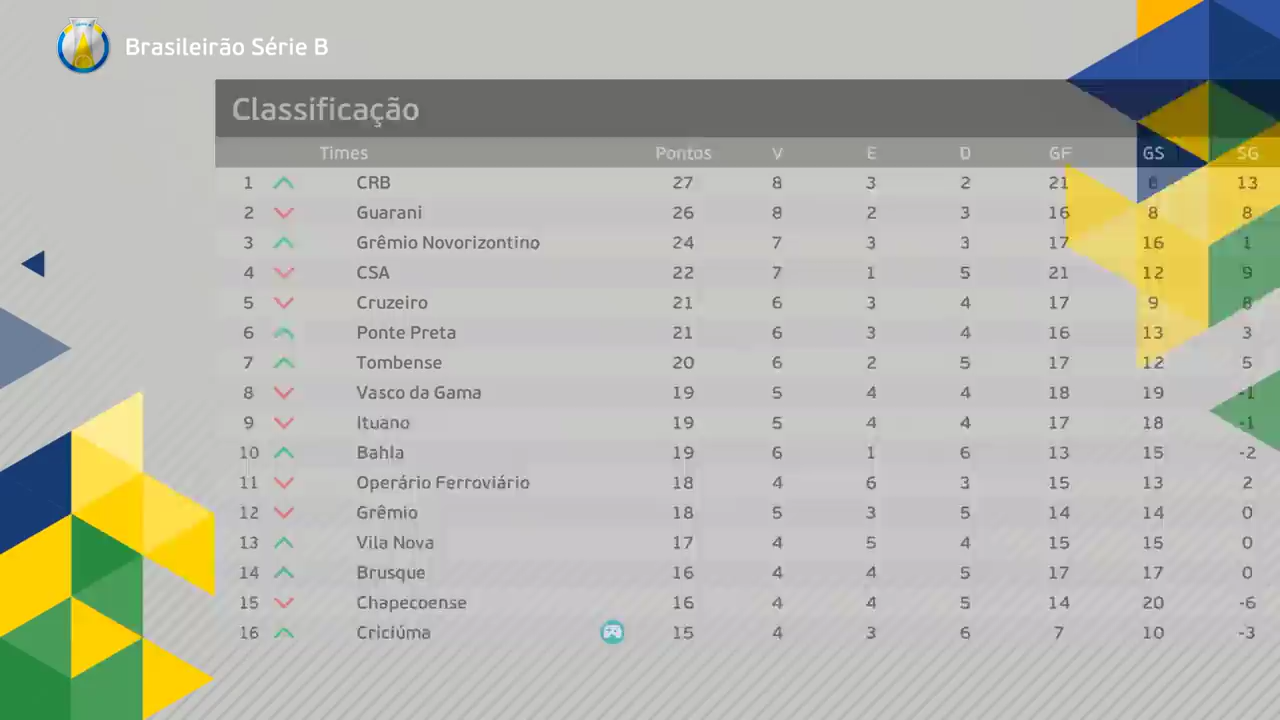 Brasileirão Série B
Classificação
Times Pontos V E D GF GS SG
1 CRB 27 8 3 2 21 8 13
2 Guarani 26 8 2 3 16 8 8
3 Grêmio Novorizontino 24 7 3 3 17 16 1
4 CSA 22 7 1 5 21 12 9
5 Cruzeiro 21 6 3 4 17 9 8
6 Ponte Preta 21 6 3 4 16 13 3
7 Tombense 20 6 2 5 17 12 5
8 Vasco da Gama 19 5 4 4 18 19 -1
9 Ituano 19 5 4 4 17 18 -1
10 Bahla 19 6 1 6 13 15 -2
11 Operário Ferroviário 18 4 6 3 15 13 2
12 Grêmio 18 5 3 5 14 14 0
13 Vila Nova 17 4 5 4 15 15 0
14 Brusque 16 4 4 5 17 17 0
15 Chapecoense 16 4 4 5 14 20 -6
16 Criciúma 15 4 3 6 7 10 -3